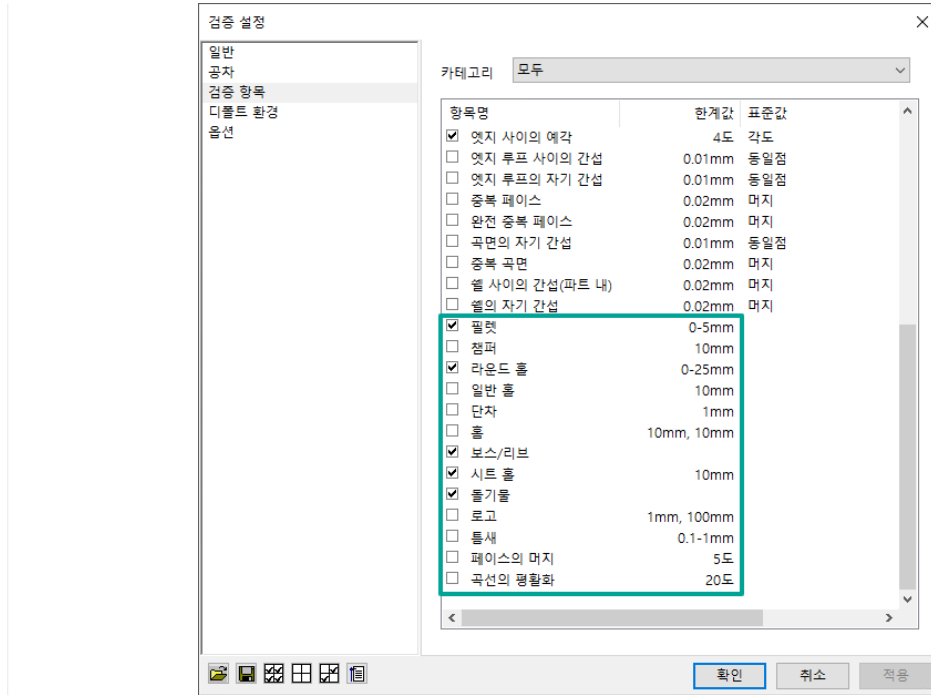 검증 설정
일반
공차
검증 항목
디폴트 환경
옵션
카테고리 모두
항목명 한계값 표준값
엣지 사이의 예각 4도 각도
엣지 루프 사이의 간섭 0.01mm 동일점
엣지 루프의 자기 간섭 0.01mm 동일점
중복 페이스 0.02mm 머지
완전 중복 페이스 0.02mm 머지
곡면의 자기 간섭 0.01mm 동일점
중복 곡면 0.02mm 머지
쉘 사이의 간섭(파트 내) 0.02mm 머지
쉘의 자기 간섭 0.02mm 머지
필렛 0-5mm
챔퍼 10mm
라운드 홀 0-25mm
일반 홀 10mm
단차 1mm
홈 10mm, 10mm
보스/리브
시트 홀 10mm
돌기물
로고 1mm, 100mm
틈새 0.1-1mm
페이스의 머지 5도
곡선의 평활화 20도
확인 취소 적용